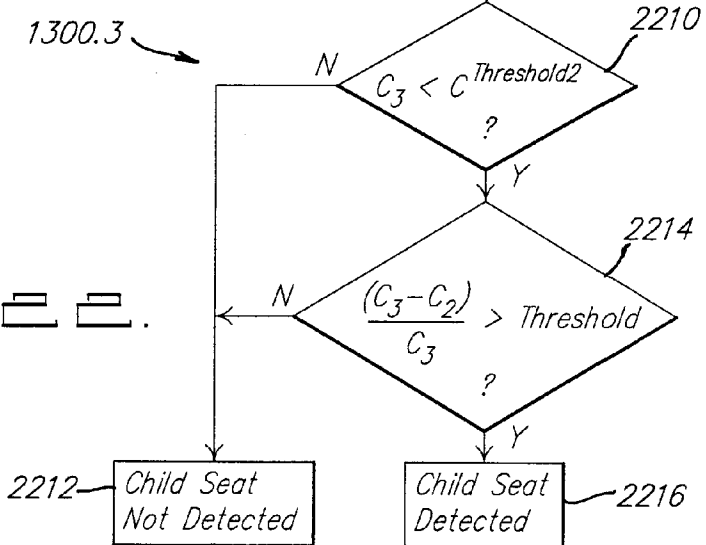 1300.3
2210
N
C₃ < C^Threshold2
?
Y
2214
22.
N
(C₃−C₂)
C₃
> Threshold
?
Y
2212
Child Seat
Not Detected
Child Seat
Detected
2216